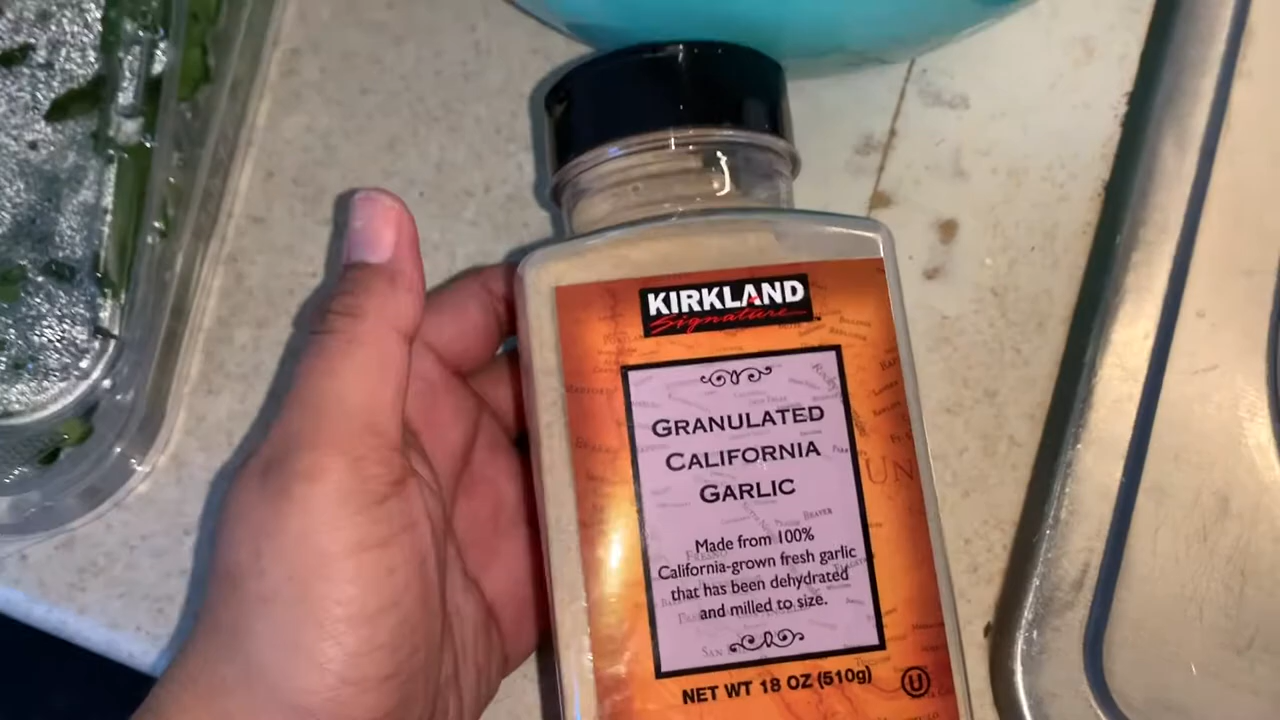 KIRKLAND
Signature
GRANULATED
CALIFORNIA
GARLIC
Made from 100%
California-grown fresh garlic
that has been dehydrated
and milled to size.
NET WT 18 OZ (510g)
U